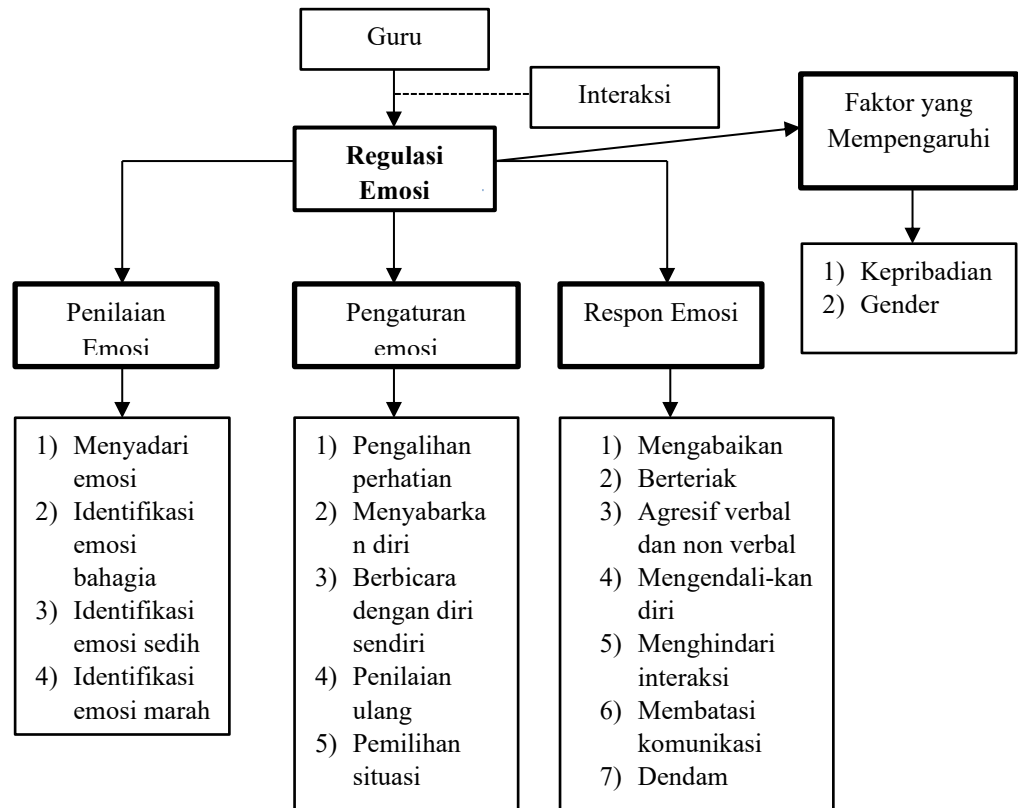 Guru
Interaksi
Faktor yang
Mempengaruhi
Regulasi
Emosi
1) Kepribadian
2) Gender
Penilaian
Emosi
Pengaturan
emosi
Respon Emosi
1) Menyadari
emosi
2) Identifikasi
emosi
bahagia
3) Identifikasi
emosi sedih
4) Identifikasi
emosi marah
1) Pengalihan
perhatian
2) Menyabarka
n diri
3) Berbicara
dengan diri
sendiri
4) Penilaian
ulang
5) Pemilihan
situasi
1) Mengabaikan
2) Berteriak
3) Agresif verbal
dan non verbal
4) Mengendali-kan
diri
5) Menghindari
interaksi
6) Membatasi
komunikasi
7) Dendam